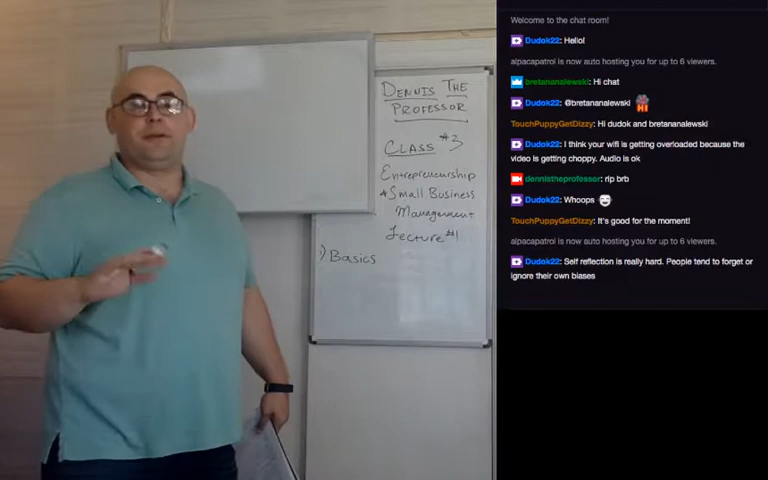 DENNIS THE
PROFESSOR
CLASS #3
Entrepreneurship
+Small Business
Management
Lecture #1
1) Basics
Welcome to the chat room!
Dudok22: Hello!
alpacapatrol is now auto hosting you for up to 6 viewers.
bretananalewski: Hi chat
Dudok22: @bretananalewski HI
TouchPuppyGetDizzy: Hi dudok and bretananalewski
Dudok22: I think your wifi is getting overloaded because the
video is getting choppy. Audio is ok
dennistheprofessor: rip brb
Dudok22: Whoops
TouchPuppyGetDizzy: It's good for the moment!
alpacapatrol is now auto hosting you for up to 6 viewers.
Dudok22: Self reflection is really hard. People tend to forget or
ignore their own biases